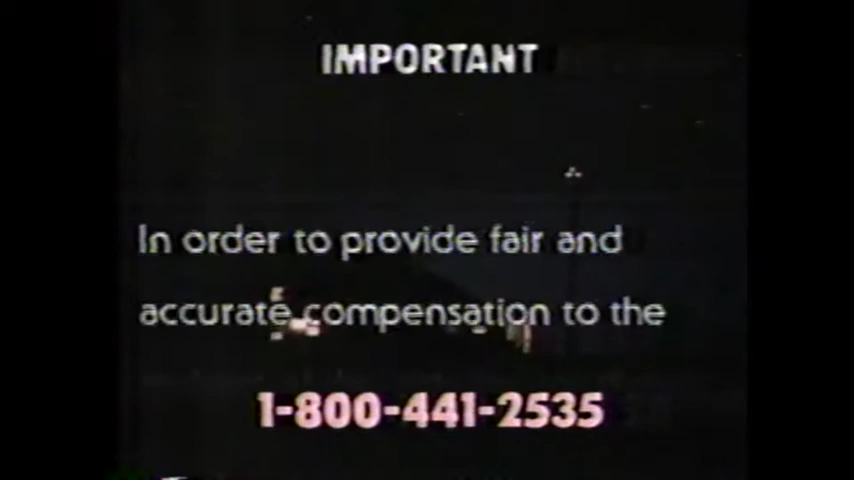 IMPORTANT
In order to provide fair and
accurate compensation to the
1-800-441-2535